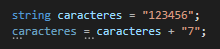 string caracteres = "123456";
caracteres = caracteres + "7";